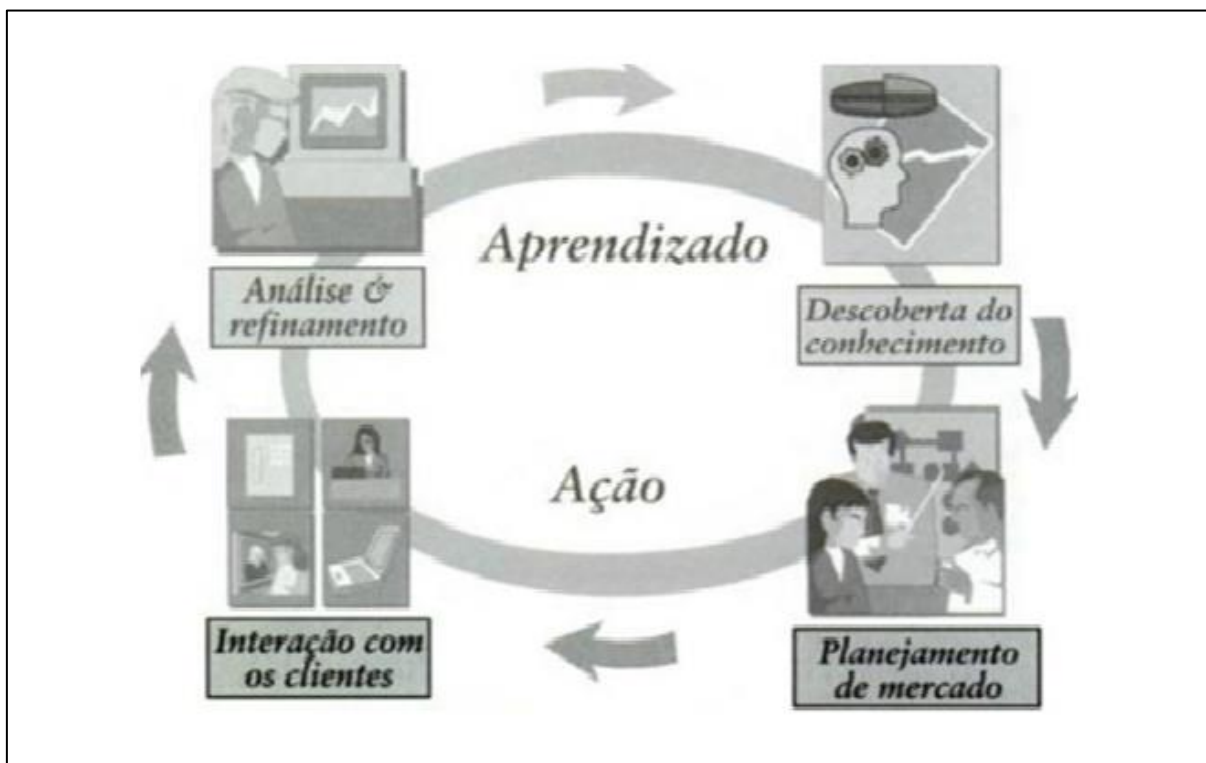 Aprendizado
Análise &
refinamento
Descoberta do
conhecimento
Ação
Interação com
os clientes
Planejamento
de mercado